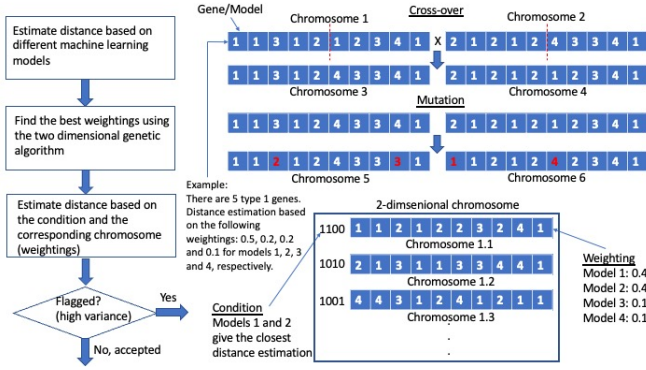 Gene/Model
Chromosome 1
Cross-over
Chromosome 2
1 1 3 1 2 1 2 3 4 1 X 2 1 2 1 2 4 3 3 4 1
1 1 3 1 2 4 3 3 4 1 2 1 2 1 2 1 2 3 4 1
Chromosome 3
Chromosome 4
Mutation
1 1 3 1 2 4 3 3 4 1 2 1 2 1 2 1 2 3 4 1
1 1 2 1 2 4 3 3 3 1 1 1 2 1 2 4 2 3 4 1
Chromosome 5
Chromosome 6
Estimate distance based on
different machine learning
models
Find the best weightings using
the two dimensional genetic
algorithm
Estimate distance based on
the condition and the
corresponding chromosome
(weightings)
Flagged?
(high variance)
Yes
No, accepted
Example:
There are 5 type 1 genes.
Distance estimation based
on the following
weightings: 0.5, 0.2, 0.2
and 0.1 for models 1, 2, 3
and 4, respectively.
Condition
Models 1 and 2
give the closest
distance estimation
2-dimsenional chromosome
1100 1 1 2 1 2 2 3 2 4 1
Chromosome 1.1
1010 2 1 3 1 1 3 3 4 4 1
Chromosome 1.2
1001 4 4 3 1 2 4 1 2 1 1
Chromosome 1.3
.
.
.
Weighting
Model 1: 0.4
Model 2: 0.4
Model 3: 0.1
Model 4: 0.1